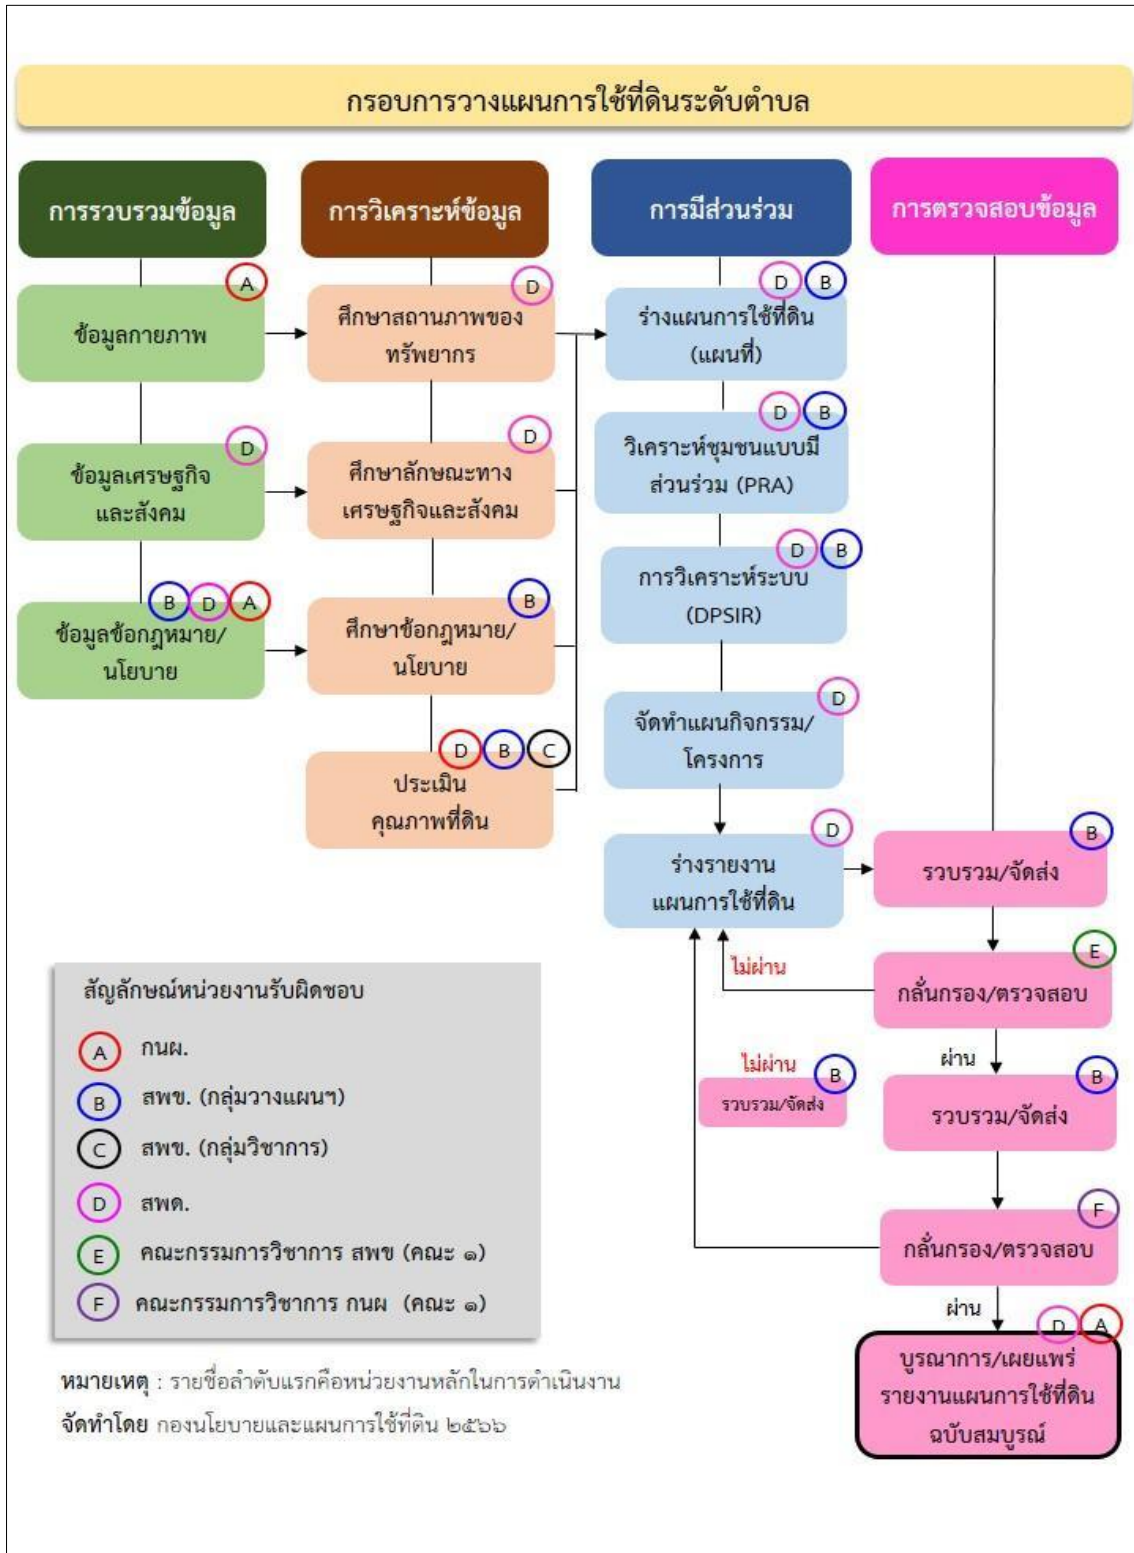 กรอบการวางแผนการใช้ที่ดินระดับตำบล
การรวบรวมข้อมูล
A
ข้อมูลกายภาพ
D
ข้อมูลเศรษฐกิจ
และสังคม
B D A
ข้อมูลข้อกฎหมาย/
นโยบาย
การวิเคราะห์ข้อมูล
D
ศึกษาสถานภาพของ
ทรัพยากร
D
ศึกษาลักษณะทาง
เศรษฐกิจและสังคม
B
ศึกษาข้อกฎหมาย/
นโยบาย
D B C
ประเมิน
คุณภาพที่ดิน
การมีส่วนร่วม
D B
ร่างแผนการใช้ที่ดิน
(แผนที่)
D B
วิเคราะห์ชุมชนแบบมี
ส่วนร่วม (PRA)
D B
การวิเคราะห์ระบบ
(DPSIR)
D
จัดทำแผนกิจกรรม/
โครงการ
D
ร่างรายงาน
แผนการใช้ที่ดิน
การตรวจสอบข้อมูล
B
รวบรวม/จัดส่ง
E
กลั่นกรอง/ตรวจสอบ
ไม่ผ่าน
ผ่าน
B
รวบรวม/จัดส่ง
ไม่ผ่าน
B
รวบรวม/จัดส่ง
F
กลั่นกรอง/ตรวจสอบ
ผ่าน
D A
บูรณาการ/เผยแพร่
รายงานแผนการใช้ที่ดิน
ฉบับสมบูรณ์
สัญลักษณ์หน่วยงานรับผิดชอบ
A กนผ.
B สพข. (กลุ่มวางแผนฯ)
C สพข. (กลุ่มวิชาการ)
D สพด.
E คณะกรรมการวิชาการ สพข (คณะ ๑)
F คณะกรรมการวิชาการ กนผ (คณะ ๑)
หมายเหตุ : รายชื่อลำดับแรกคือหน่วยงานหลักในการดำเนินงาน
จัดทำโดย กองนโยบายและแผนการใช้ที่ดิน ๒๕๖๖